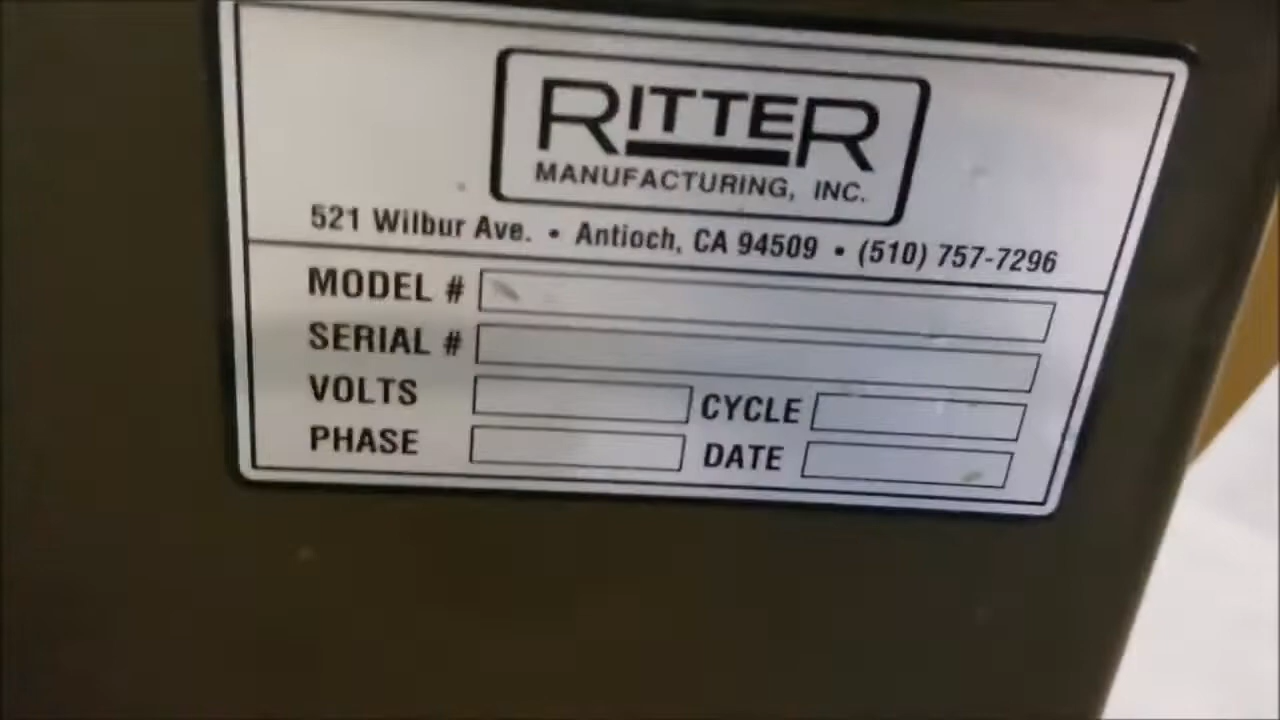 RITTER
MANUFACTURING, INC.
521 Wilbur Ave. • Antioch, CA 94509 • (510) 757-7296
MODEL #
SERIAL #
VOLTS CYCLE
PHASE DATE